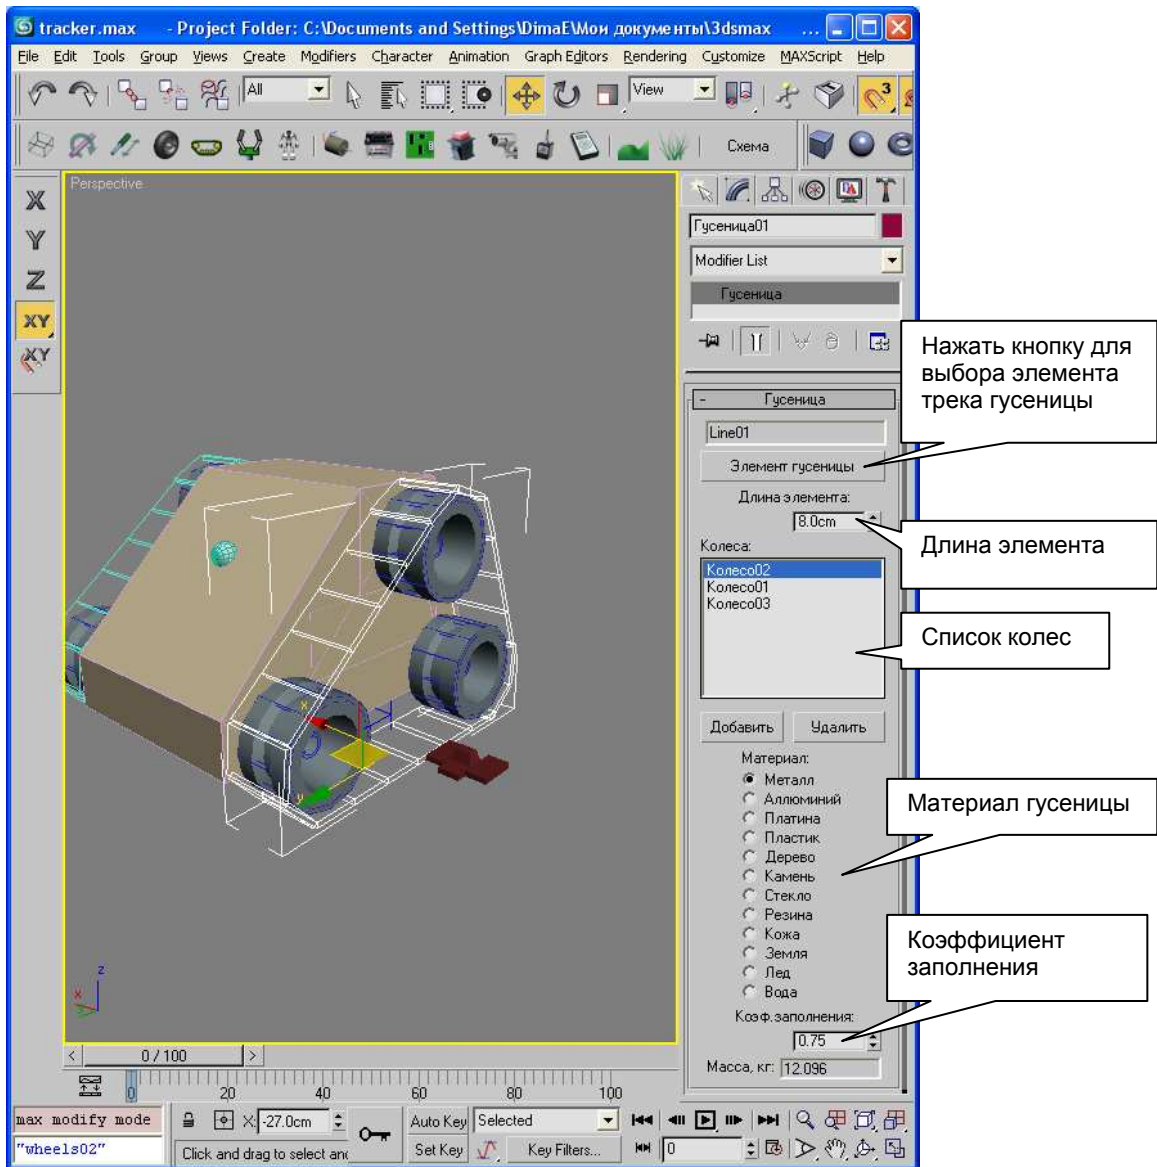 tracker.max - Project Folder: C:\Documents and Settings\DimaE\Мои документы\3dsmax ...
File Edit Tools Group Views Create Modifiers Character Animation Graph Editors Rendering Customize MAXScript Help
All
View
3
Схема
X
Y
Z
XY
XY
Perspective
Гусеница01
Modifier List
Гусеница
Нажать кнопку для
выбора элемента
трека гусеницы
- Гусеница
Line01
Элемент гусеницы
Длина элемента:
8.0cm
Длина элемента
Колеса:
Колесо02
Колесо01
Колесо03
Список колес
Добавить Удалить
Материал:
Металл
Аллюминий
Платина
Пластик
Дерево
Камень
Стекло
Резина
Кожа
Земля
Лед
Вода
Материал гусеницы
Коэффициент
заполнения
Коэф.заполнения:
0.75
Масса, кг: 12.096
x
y
z
x
< 0 / 100 >
0 20 40 60 80 100
max modify mode
"wheels02"
X: -27.0cm
Click and drag to select and
Auto Key Selected
Set Key Key Filters...
0